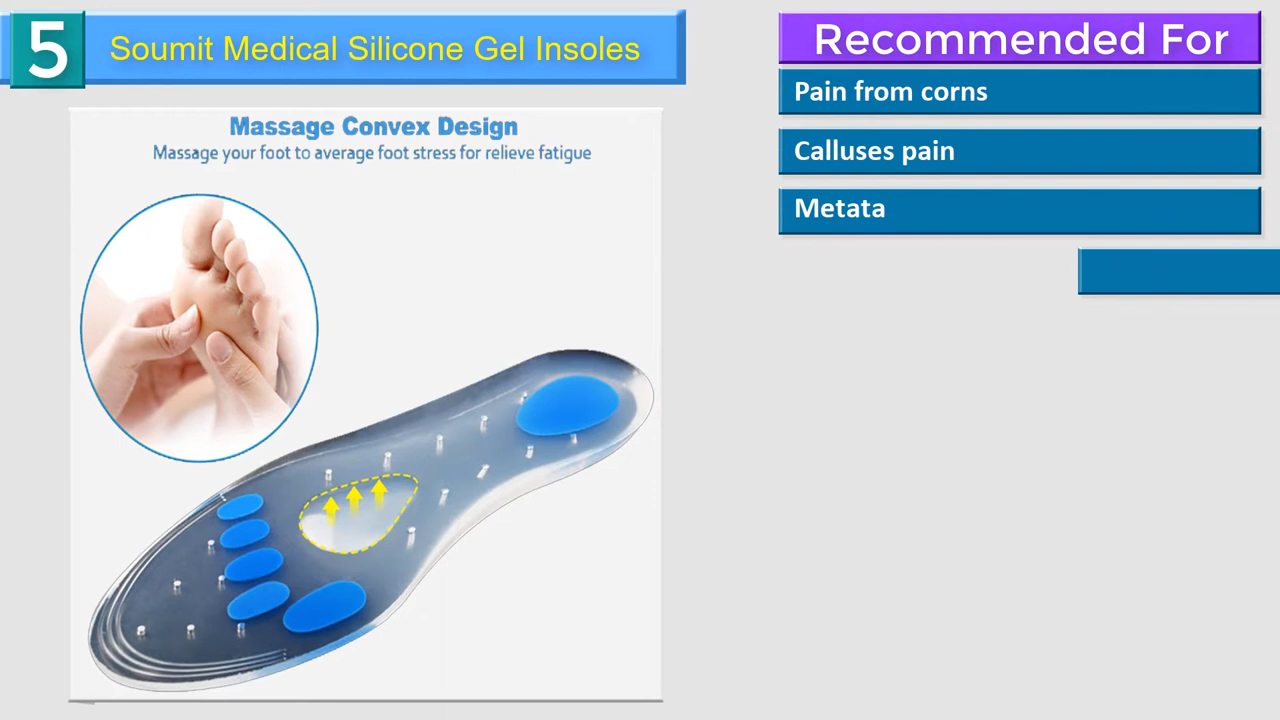 5
Soumit Medical Silicone Gel Insoles
Massage Convex Design
Massage your foot to average foot stress for relieve fatigue
Recommended For
Pain from corns
Calluses pain
Metata